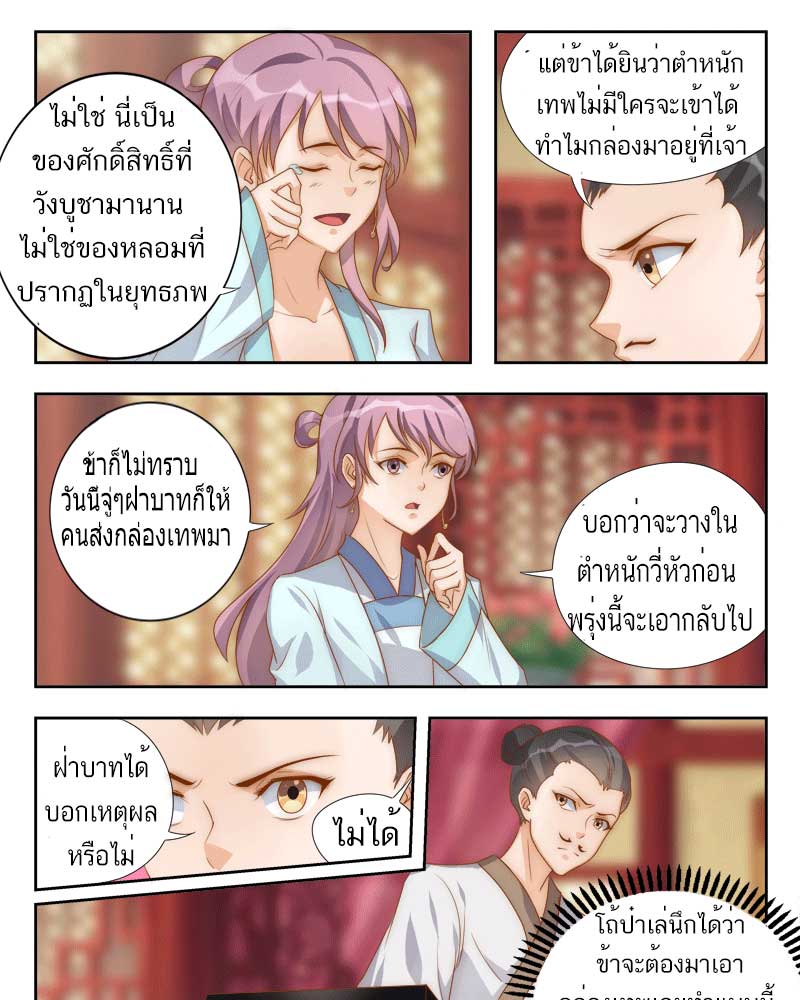 ไม่ใช่ นี่เป็น
ของศักดิ์สิทธิ์ที่
วังบูชามานาน
ไม่ใช่ของหลอมที่
ปรากฏในยุทธภพ
แต่ข้าได้ยินว่าตำหนัก
เทพไม่มีใครจะเข้าได้
ทำไมกล่องมาอยู่ที่เจ้า
ข้าก็ไม่ทราบ
วันนี้จู่ๆฝาบาทก็ให้
คนส่งกล่องเทพมา
บอกว่าจะวางใน
ตำหนักวี่หัวก่อน
พรุ่งนี้จะเอากลับไป
ฝ่าบาทได้
บอกเหตุผล
หรือไม่
ไม่ได้
โถ้ป๋าเล่นึกได้ว่า
ข้าจะต้องมาเอา